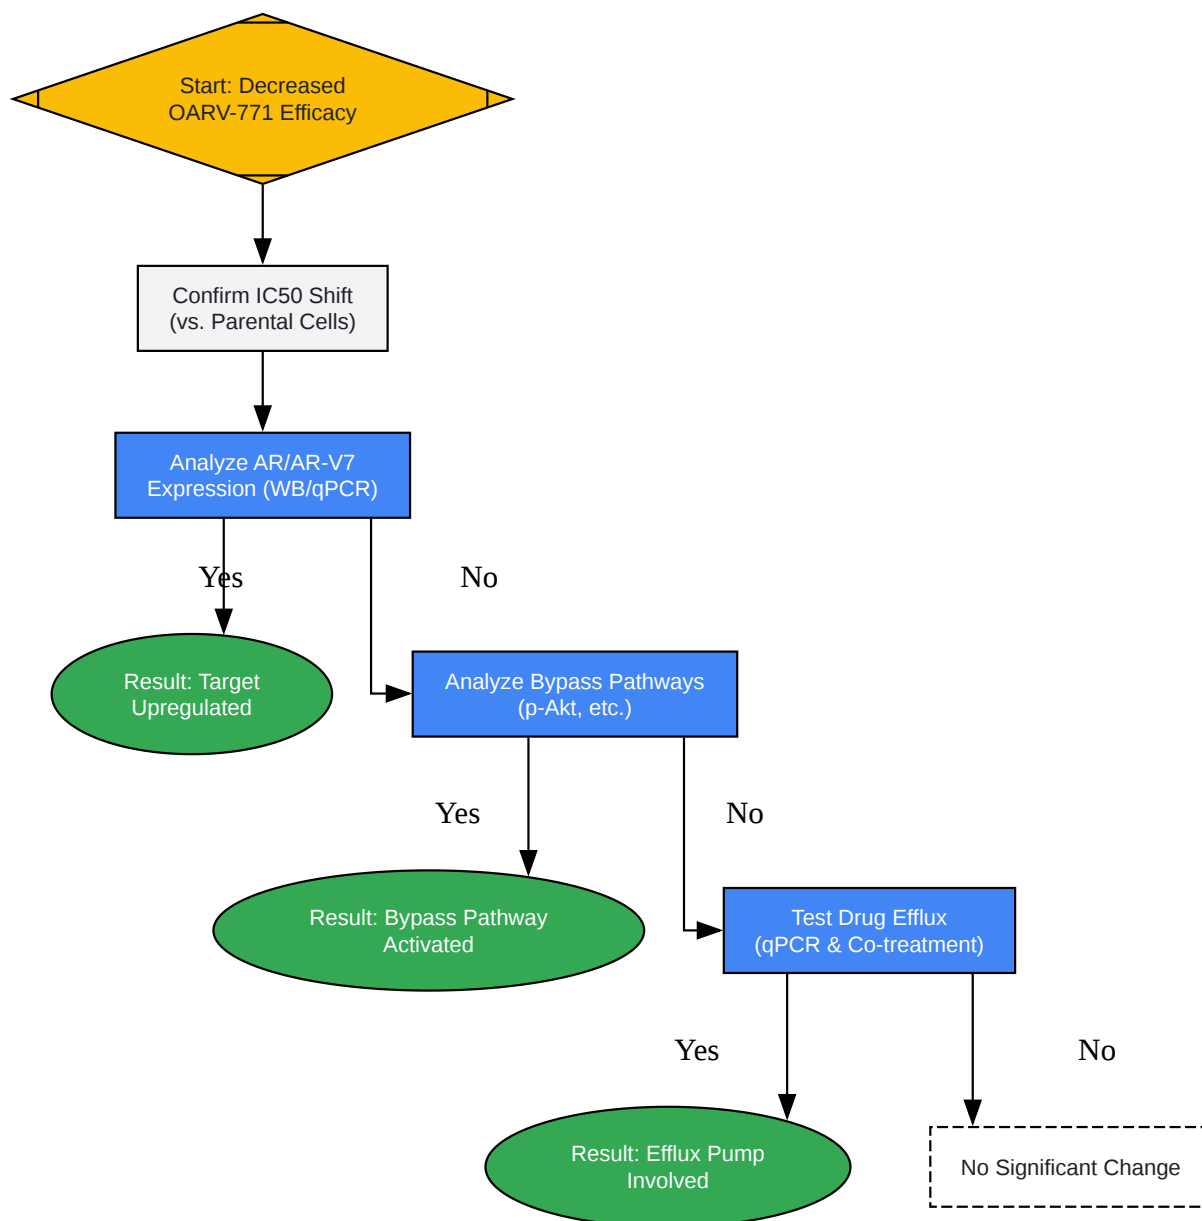 Start: Decreased
OARV-771 Efficacy
Confirm IC50 Shift
(vs. Parental Cells)
Analyze AR/AR-V7
Expression (WB/qPCR)
Yes
No
Result: Target
Upregulated
Analyze Bypass Pathways
(p-Akt, etc.)
Yes
No
Result: Bypass Pathway
Activated
Test Drug Efflux
(qPCR & Co-treatment)
Yes
No
Result: Efflux Pump
Involved
No Significant Change